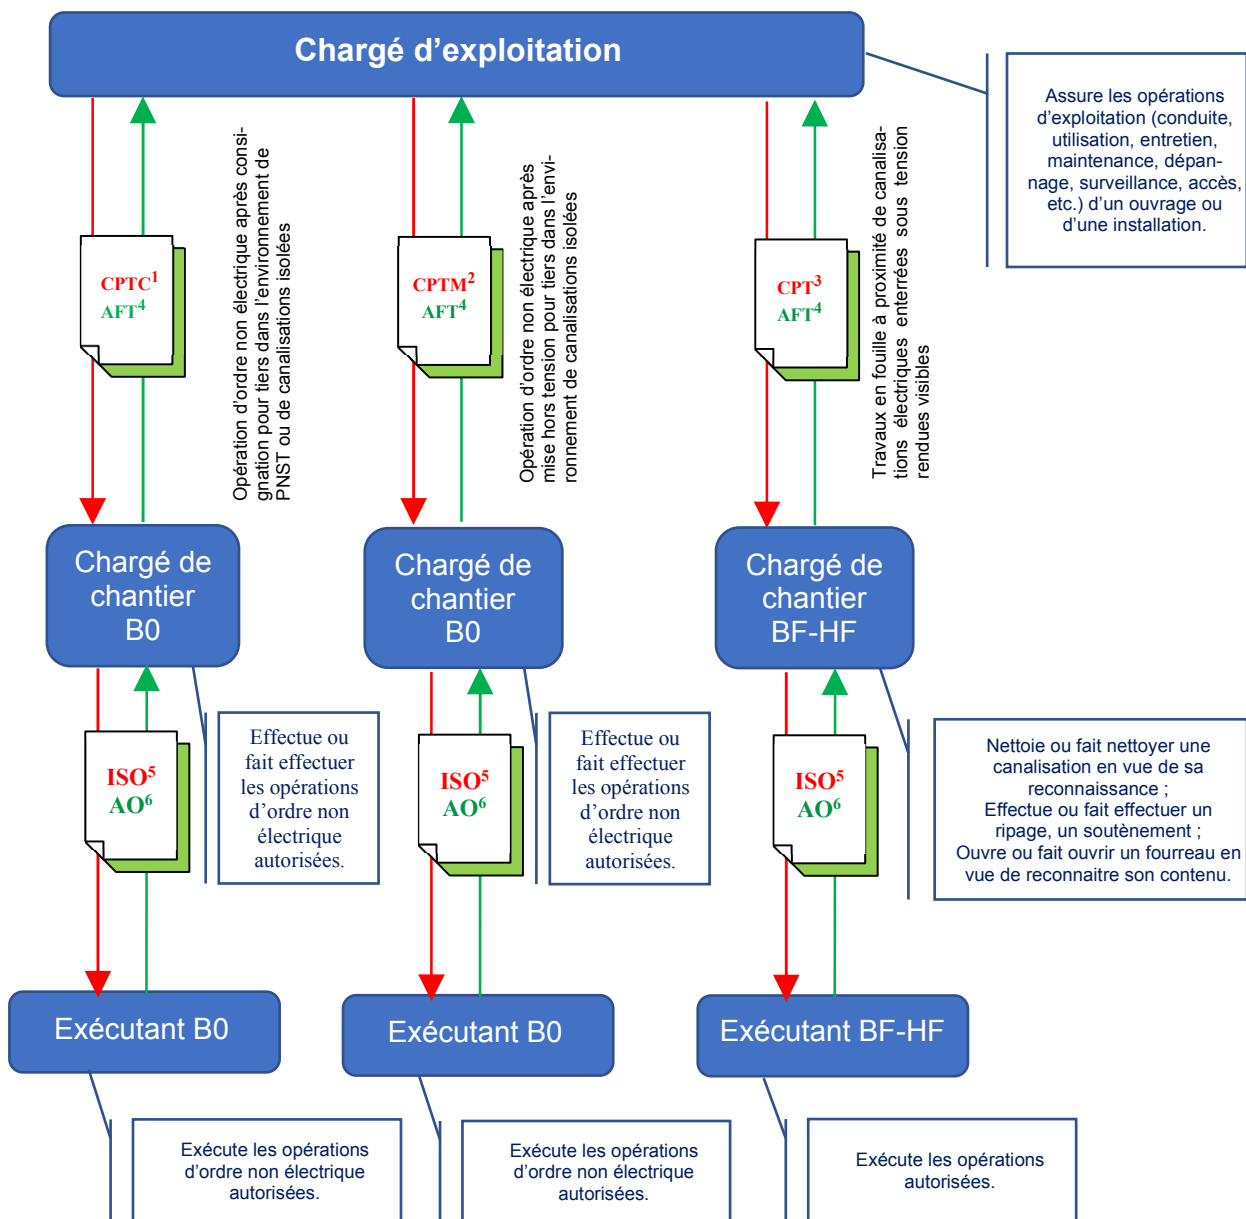 Chargé d'exploitation
Assure les opérations
d'exploitation (conduite,
utilisation, entretien,
maintenance, dépan-
nage, surveillance, accès,
etc.) d'un ouvrage ou
d'une installation.
CPTC1
AFT4
Opération d'ordre non électrique après consi-
gnation pour tiers dans l'environnement de
PNST ou de canalisations isolées
CPTM2
AFT4
Opération d'ordre non électrique après
mise hors tension pour tiers dans l'envi-
ronnement de canalisations isolées
CPT3
AFT4
Travaux en fouille à proximité de canalisa-
tions électriques enterrées sous tension
rendues visibles
Chargé de
chantier
B0
Chargé de
chantier
B0
Chargé de
chantier
BF-HF
ISO5
AO6
Effectue ou
fait effectuer
les opérations
d'ordre non
électrique
autorisées.
ISO5
AO6
Effectue ou
fait effectuer
les opérations
d'ordre non
électrique
autorisées.
ISO5
AO6
Nettoie ou fait nettoyer une
canalisation en vue de sa
reconnaissance ;
Effectue ou fait effectuer un
ripage, un soutènement ;
Ouvre ou fait ouvrir un fourreau en
vue de reconnaitre son contenu.
Exécutant B0
Exécutant B0
Exécutant BF-HF
Exécute les opérations
d'ordre non électrique
autorisées.
Exécute les opérations
d'ordre non électrique
autorisées.
Exécute les opérations
autorisées.